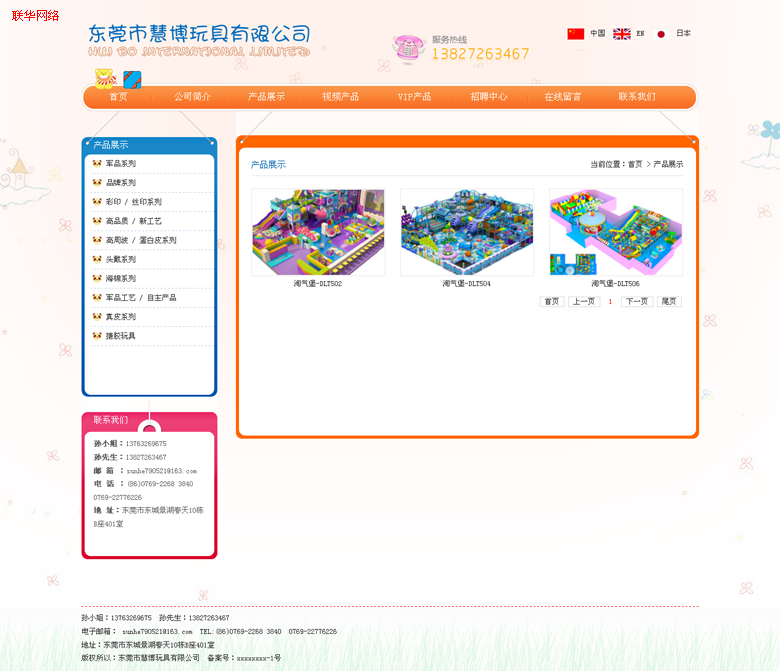 联华网络
东莞市慧博玩具有限公司
HUI BO INTERNATIONAL LIMITED
服务热线
13827263467
中国 EN 日本
首页 公司简介 产品展示 视频产品 VIP产品 招聘中心 在线留言 联系我们
产品展示
军品系列
品牌系列
彩印 / 丝印系列
高品质 / 新工艺
高周波 / 蛋白皮系列
头戴系列
海绵系列
军品工艺 / 自主产品
真皮系列
搪胶玩具
联系我们
孙小姐：13763269675
孙先生：13827263467
邮 箱 ：sunhe790521@163.com
电 话 ：(86)0769-2268 3840
0769-22776226
地 址：东莞市东城景湖春天10栋
B座401室
产品展示
当前位置：首页 > 产品展示
淘气堡-DLT502
淘气堡-DLT504
淘气堡-DLT506
首页 上一页 1 下一页 尾页
孙小姐：13763269675 孙先生：13827263467
电子邮箱： sunhe790521@163.com TEL:(86)0769-2268 3840 0769-22776226
地址：东莞市东城景湖春天10栋B座401室
版权所以：东莞市慧博玩具有限公司 备案号：xxxxxxxx-1号